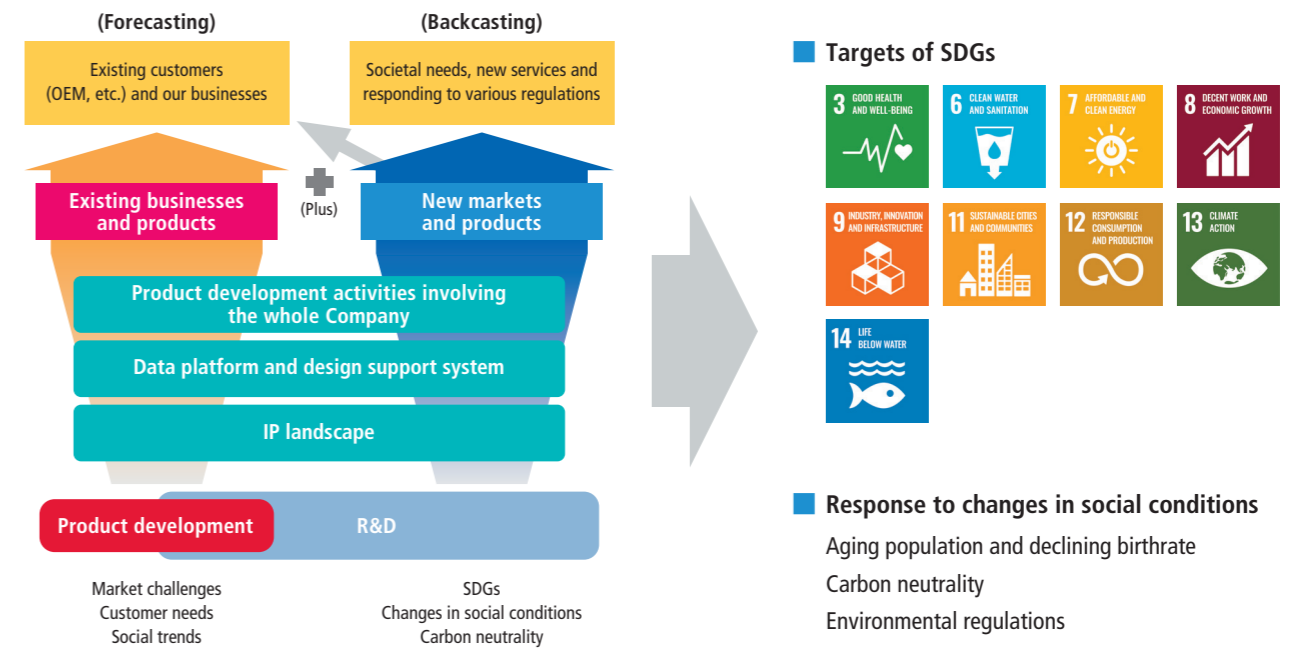 (Forecasting)
Existing customers
(OEM, etc.) and our businesses
(Backcasting)
Societal needs, new services and
responding to various regulations
Existing businesses
and products
(Plus)
New markets
and products
Product development activities involving
the whole Company
Data platform and design support system
IP landscape
Product development
R&D
Market challenges
Customer needs
Social trends
SDGs
Changes in social conditions
Carbon neutrality
Targets of SDGs
3 GOOD HEALTH
AND WELL-BEING
6 CLEAN WATER
AND SANITATION
7 AFFORDABLE AND
CLEAN ENERGY
8 DECENT WORK AND
ECONOMIC GROWTH
9 INDUSTRY, INNOVATION
AND INFRASTRUCTURE
11 SUSTAINABLE CITIES
AND COMMUNITIES
12 RESPONSIBLE
CONSUMPTION
AND PRODUCTION
13 CLIMATE
ACTION
14 LIFE
BELOW WATER
Response to changes in social conditions
Aging population and declining birthrate
Carbon neutrality
Environmental regulations